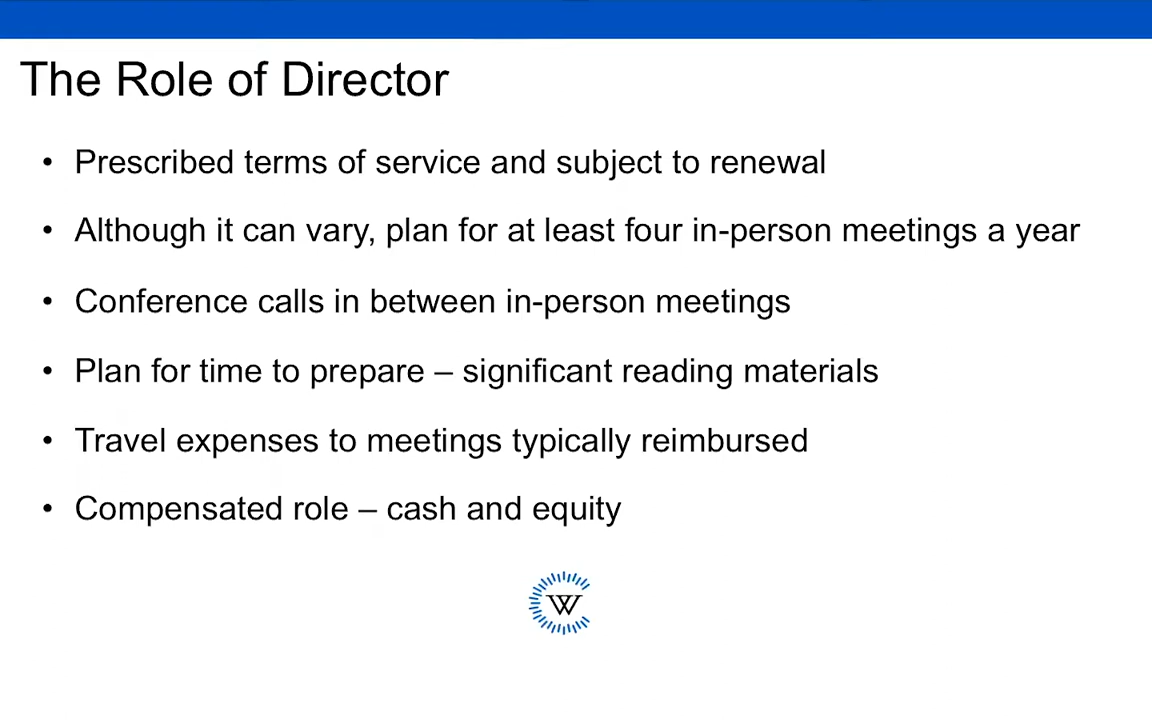 The Role of Director
• Prescribed terms of service and subject to renewal
• Although it can vary, plan for at least four in-person meetings a year
• Conference calls in between in-person meetings
• Plan for time to prepare – significant reading materials
• Travel expenses to meetings typically reimbursed
• Compensated role – cash and equity
W